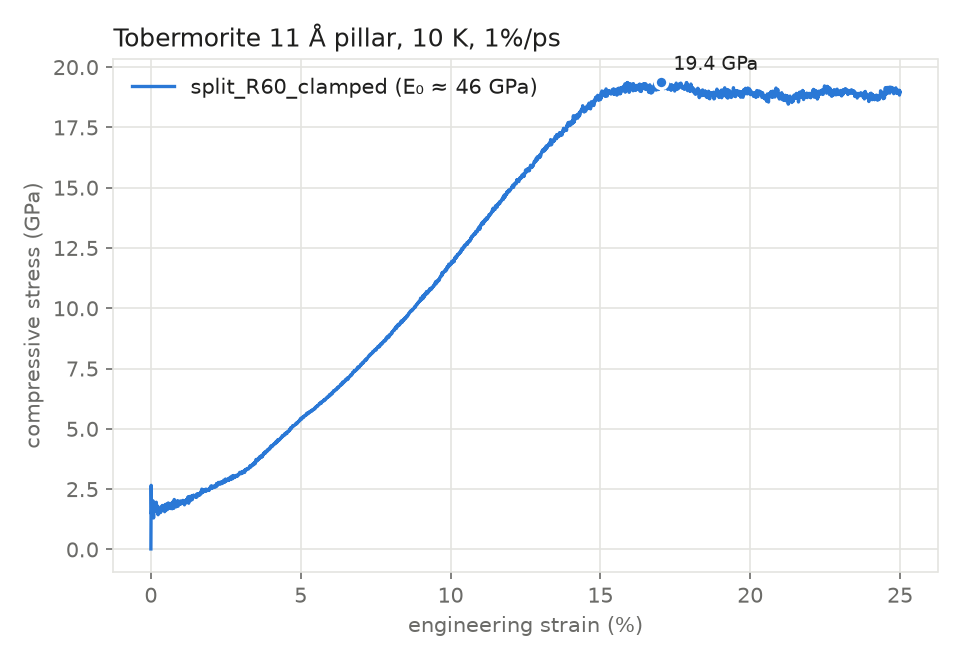 Tobermorite 11 Å pillar, 10 K, 1%/ps
split_R60_clamped (E₀ ≈ 46 GPa)
19.4 GPa
20.0
17.5
15.0
12.5
10.0
7.5
5.0
2.5
0.0
compressive stress (GPa)
0 5 10 15 20 25
engineering strain (%)